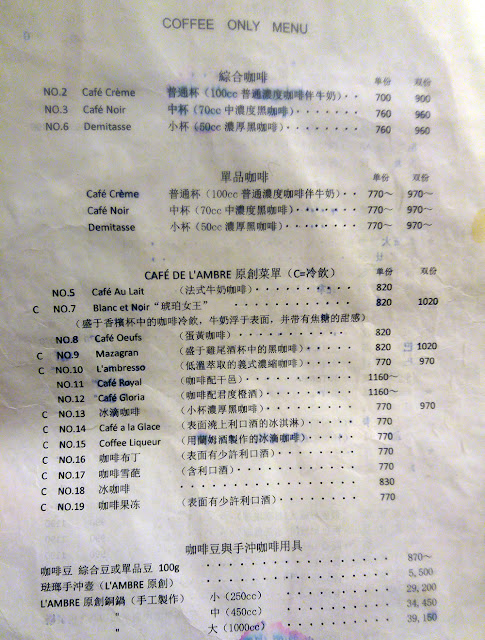 COFFEE ONLY MENU
綜合咖啡 单份 双份
NO.2 Café Crème 普通杯（100cc 普通濃度咖啡伴牛奶）·· 700 900
NO.3 Café Noir 中杯（70cc 中濃度黑咖啡）······· 760 960
NO.6 Demitasse 小杯（50cc 濃厚黑咖啡）········ 760 960
單品咖啡 单份 双份
Café Crème 普通杯（100cc 普通濃度咖啡伴牛奶）·· 770～ 970～
Café Noir 中杯（70cc 中濃度黑咖啡）······· 770～ 970～
Demitasse 小杯（50cc 濃厚黑咖啡）········ 770～ 970～
CAFÉ DE L'AMBRE 原創菜單（C=冷飲） 单份 双份
NO.5 Café Au Lait （法式牛奶咖啡）·········· 820
C NO.7 Blanc et Noir “琥珀女王” ·············· 820 1020
（盛于香檳杯中的咖啡冷飲，牛奶浮于表面，并带有焦糖的甜感）
NO.8 Café Oeufs （蛋黃咖啡）············ 820
C NO.9 Mazagran （盛于雞尾酒杯中的黑咖啡）····· 820 1020
C NO.10 L'ambresso （低溫萃取的義式濃縮咖啡）···· 770 970
NO.11 Café Royal （咖啡配干邑）··········· 1160～
NO.12 Café Gloria （咖啡配君度橙酒）········· 1160～
C NO.13 冰滴咖啡 （小杯濃厚黑咖啡）········· 770 970
C NO.14 Café a la Glace （表面澆上利口酒的冰淇淋）····· 770
C NO.15 Coffee Liqueur （用蘭姆酒製作的冰滴咖啡）···· 770
C NO.16 咖啡布丁 （表面有少許利口酒）········ 770
C NO.17 咖啡雪葩 （含利口酒）············ 770
C NO.18 冰咖啡 ················· 830
C NO.19 咖啡果冻 （表面有少許利口酒）········ 770
咖啡豆與手沖咖啡用具
咖啡豆 綜合豆或單品豆 100g ············ 870～
琺瑯手沖壺（L'AMBRE 原創） ············ 5,500
L'AMBRE 原創銅鍋（手工製作） 小（250cc） ········· 29,200
" 中（450cc） ········· 34,450
" 大（1000cc） ········· 39,150